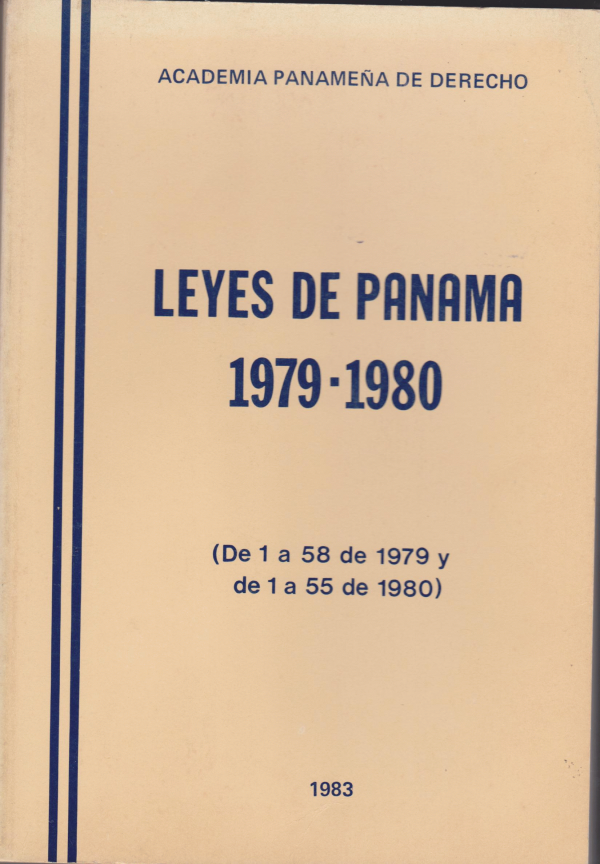 ACADEMIA PANAMEÑA DE DERECHO
LEYES DE PANAMA
1979-1980
(De 1 a 58 de 1979 y
de 1 a 55 de 1980)
1983